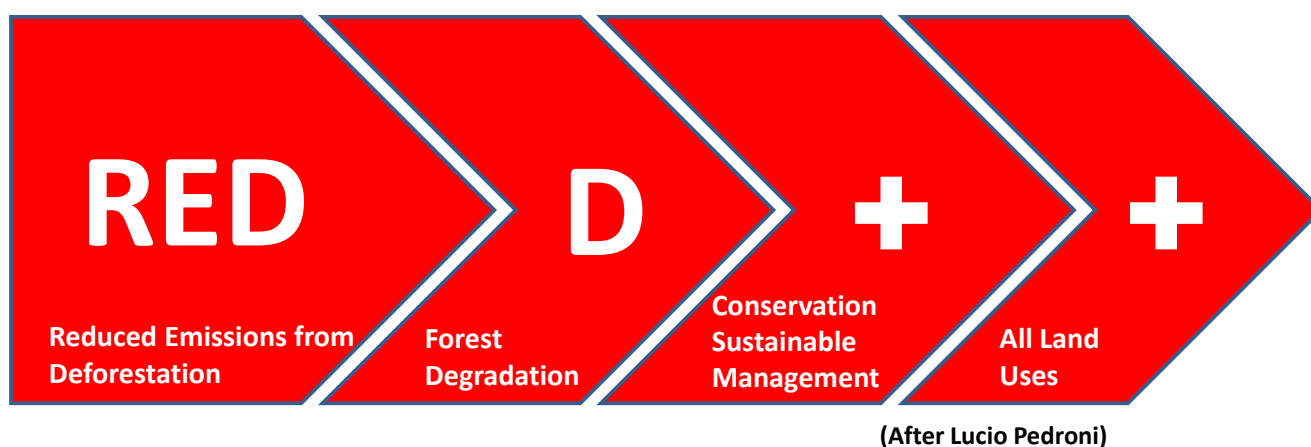 RED
D
+
+
Reduced Emissions from
Deforestation
Forest
Degradation
Conservation
Sustainable
Management
All Land
Uses
(After Lucio Pedroni)